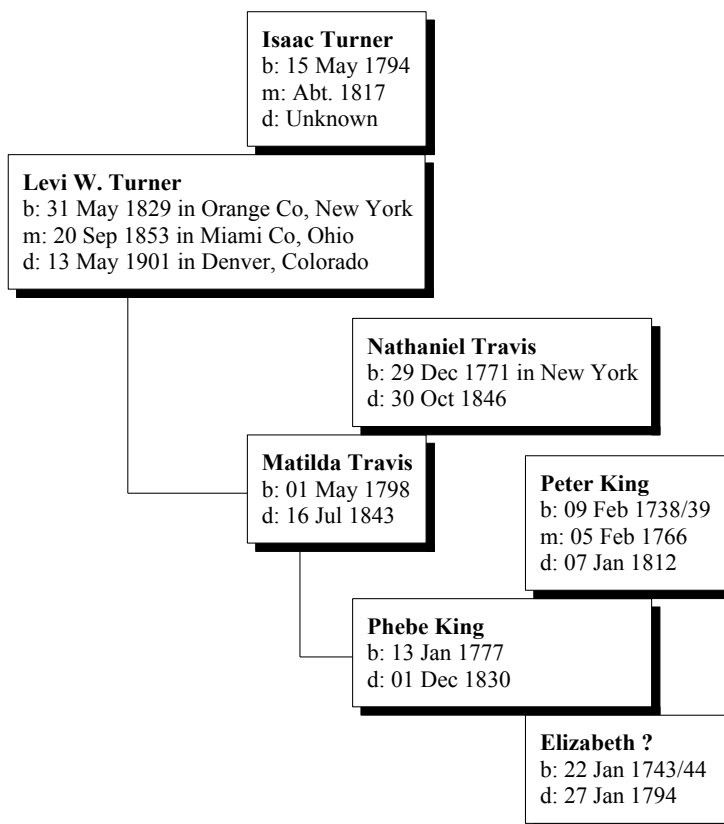 Isaac Turner
b: 15 May 1794
m: Abt. 1817
d: Unknown
Levi W. Turner
b: 31 May 1829 in Orange Co, New York
m: 20 Sep 1853 in Miami Co, Ohio
d: 13 May 1901 in Denver, Colorado
Nathaniel Travis
b: 29 Dec 1771 in New York
d: 30 Oct 1846
Matilda Travis
b: 01 May 1798
d: 16 Jul 1843
Peter King
b: 09 Feb 1738/39
m: 05 Feb 1766
d: 07 Jan 1812
Phebe King
b: 13 Jan 1777
d: 01 Dec 1830
Elizabeth ?
b: 22 Jan 1743/44
d: 27 Jan 1794